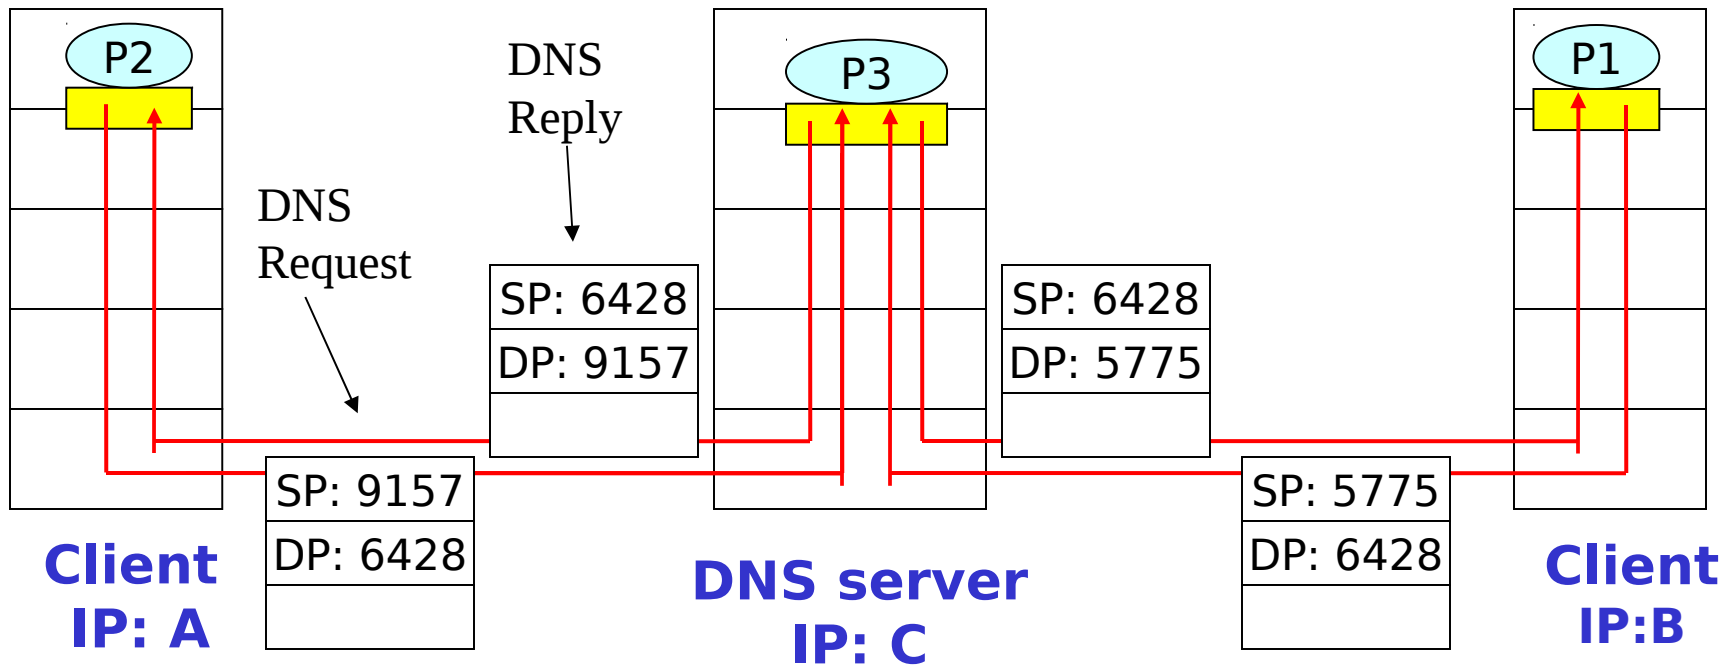 P2
DNS
Reply
P3
P1
DNS
Request
SP: 6428
DP: 9157
SP: 6428
DP: 5775
SP: 9157
DP: 6428
SP: 5775
DP: 6428
Client
IP: A
DNS server
IP: C
Client
IP:B